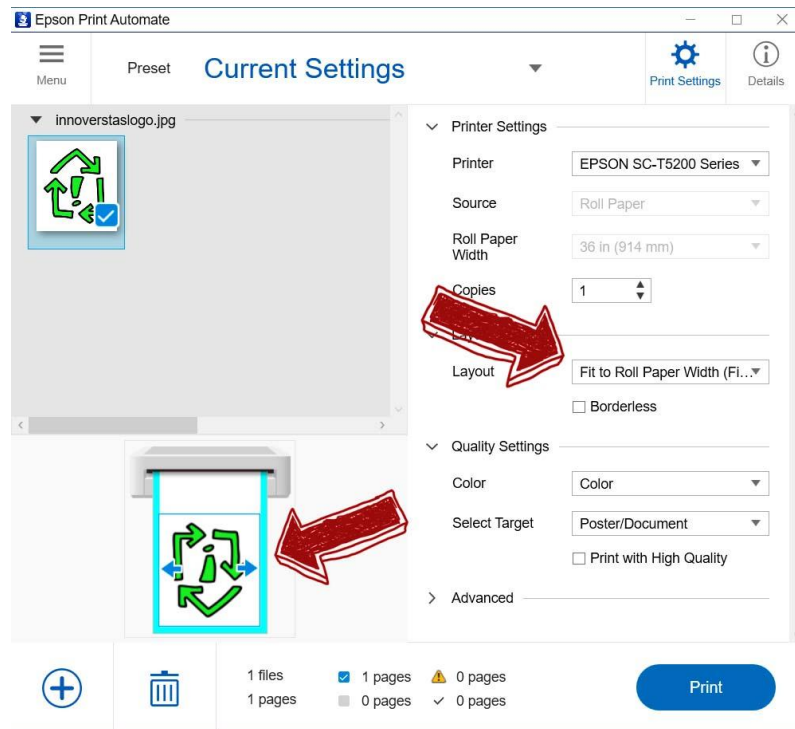 Epson Print Automate
Menu
Preset
Current Settings
Print Settings
Details
innoverstaslogo.jpg
Printer Settings
Printer
EPSON SC-T5200 Series
Source
Roll Paper
Roll Paper
Width
36 in (914 mm)
Copies
1
Layout
Fit to Roll Paper Width (Fi...
Borderless
Quality Settings
Color
Color
Select Target
Poster/Document
Print with High Quality
Advanced
1 files
1 pages
0 pages
1 pages
0 pages
0 pages
Print